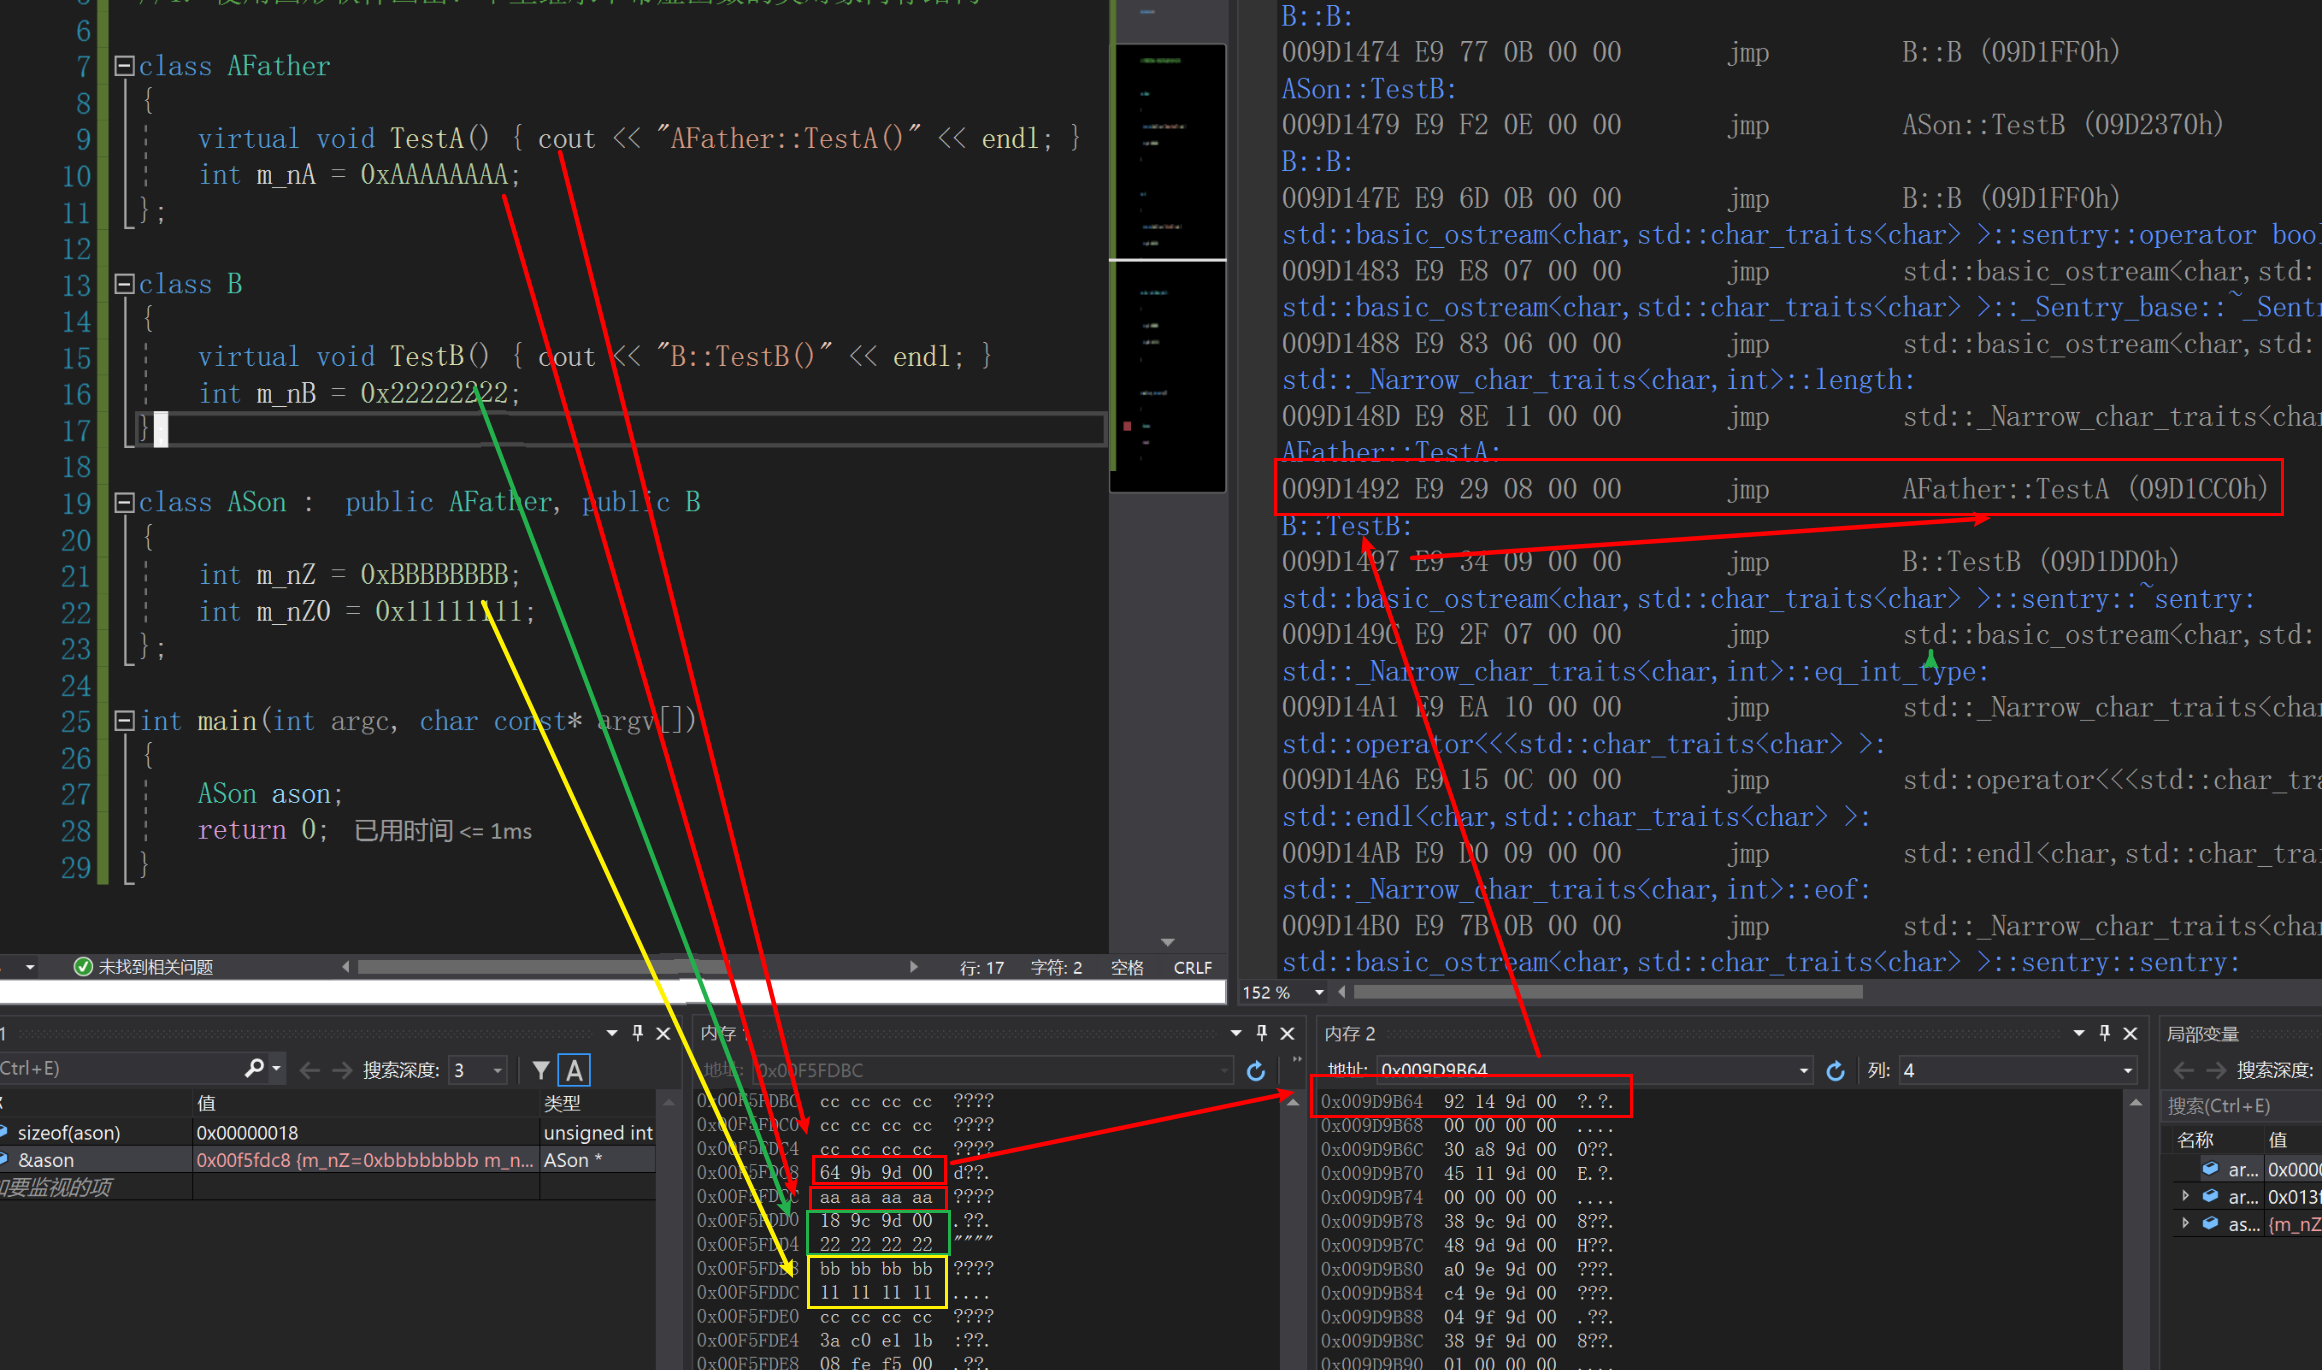 6
7 class AFather
8 {
9 virtual void TestA() { cout << "AFather::TestA()" << endl; }
10 int m_nA = 0xAAAAAAAA;
11 };
12
13 class B
14 {
15 virtual void TestB() { cout << "B::TestB()" << endl; }
16 int m_nB = 0x22222222;
17 }
18
19 class ASon : public AFather, public B
20 {
21 int m_nZ = 0xBBBBBBBB;
22 int m_nZ0 = 0x11111111;
23 };
24
25 int main(int argc, char const* argv[])
26 {
27 ASon ason;
28 return 0; 已用时间 <= 1ms
29 }
未找到相关问题 行: 17 字符: 2 空格 CRLF
B::B:
009D1474 E9 77 0B 00 00 jmp B::B (09D1FF0h)
ASon::TestB:
009D1479 E9 F2 0E 00 00 jmp ASon::TestB (09D2370h)
B::B:
009D147E E9 6D 0B 00 00 jmp B::B (09D1FF0h)
std::basic_ostream<char,std::char_traits<char> >::sentry::operator bool
009D1483 E9 E8 07 00 00 jmp std::basic_ostream<char,std:
std::basic_ostream<char,std::char_traits<char> >::_Sentry_base::~_Sentr
009D1488 E9 83 06 00 00 jmp std::basic_ostream<char,std:
std::_Narrow_char_traits<char,int>::length:
009D148D E9 8E 11 00 00 jmp std::_Narrow_char_traits<cha
AFather::TestA:
009D1492 E9 29 08 00 00 jmp AFather::TestA (09D1CC0h)
B::TestB:
009D1497 E9 34 09 00 00 jmp B::TestB (09D1DD0h)
std::basic_ostream<char,std::char_traits<char> >::sentry::~sentry:
009D149C E9 2F 07 00 00 jmp std::basic_ostream<char,std:
std::_Narrow_char_traits<char,int>::eq_int_type:
009D14A1 E9 EA 10 00 00 jmp std::_Narrow_char_traits<cha
std::operator<<<std::char_traits<char> >:
009D14A6 E9 15 0C 00 00 jmp std::operator<<<std::char_tra
std::endl<char,std::char_traits<char> >:
009D14AB E9 D0 09 00 00 jmp std::endl<char,std::char_trai
std::_Narrow_char_traits<char,int>::eof:
009D14B0 E9 7B 0B 00 00 jmp std::_Narrow_char_traits<cha
std::basic_ostream<char,std::char_traits<char> >::sentry::sentry:
152 %
1
Ctrl+E) 搜索深度: 3 A
值 类型
sizeof(ason) 0x00000018 unsigned int
&ason 0x00f5fdc8 {m_nZ=0xbbbbbbbb m_n... ASon *
加要监视的项
内存 1
地址: 0x00F5FDBC
0x00F5FDBC cc cc cc cc ????
0x00F5FDC0 cc cc cc cc ????
0x00F5FDC4 cc cc cc cc ????
0x00F5FDC8 64 9b 9d 00 d??.
0x00F5FDCC aa aa aa aa ????
0x00F5FDD0 18 9c 9d 00 .??.
0x00F5FDD4 22 22 22 22 """"
0x00F5FDD8 bb bb bb bb ????
0x00F5FDDC 11 11 11 11 ....
0x00F5FDE0 cc cc cc cc ????
0x00F5FDE4 3a c0 e1 1b :??.
0x00F5FDE8 08 fe f5 00 .??.
内存 2
地址: 0x009D9B64 列: 4
0x009D9B64 92 14 9d 00 ?.?.
0x009D9B68 00 00 00 00 ....
0x009D9B6C 30 a8 9d 00 0??.
0x009D9B70 45 11 9d 00 E.?.
0x009D9B74 00 00 00 00 ....
0x009D9B78 38 9c 9d 00 8??.
0x009D9B7C 48 9d 9d 00 H??.
0x009D9B80 a0 9e 9d 00 ???.
0x009D9B84 c4 9e 9d 00 ???.
0x009D9B88 04 9f 9d 00 .??.
0x009D9B8C 38 9f 9d 00 8??.
0x009D9B90 01 00 00 00 ....
局部变量
搜索深度:
搜索(Ctrl+E)
名称 值
ar... 0x0000
ar... 0x013f
as... {m_nZ